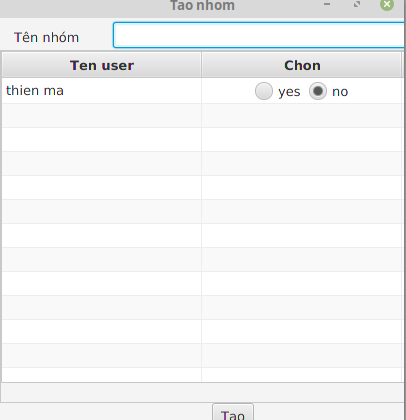 Tao nhom
Tên nhóm
Ten user Chon
thien ma yes no
Tao